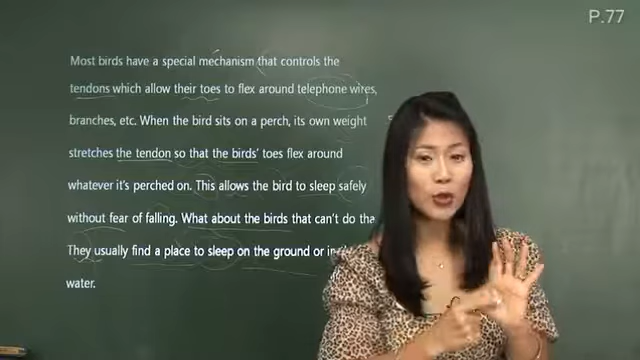 P.77
Most birds have a special mechanism that controls the
tendons which allow their toes to flex around telephone wires,
branches, etc. When the bird sits on a perch, its own weight
stretches the tendon so that the birds' toes flex around
whatever it's perched on. This allows the bird to sleep safely
without fear of falling. What about the birds that can't do tha
They usually find a place to sleep on the ground or in
water.